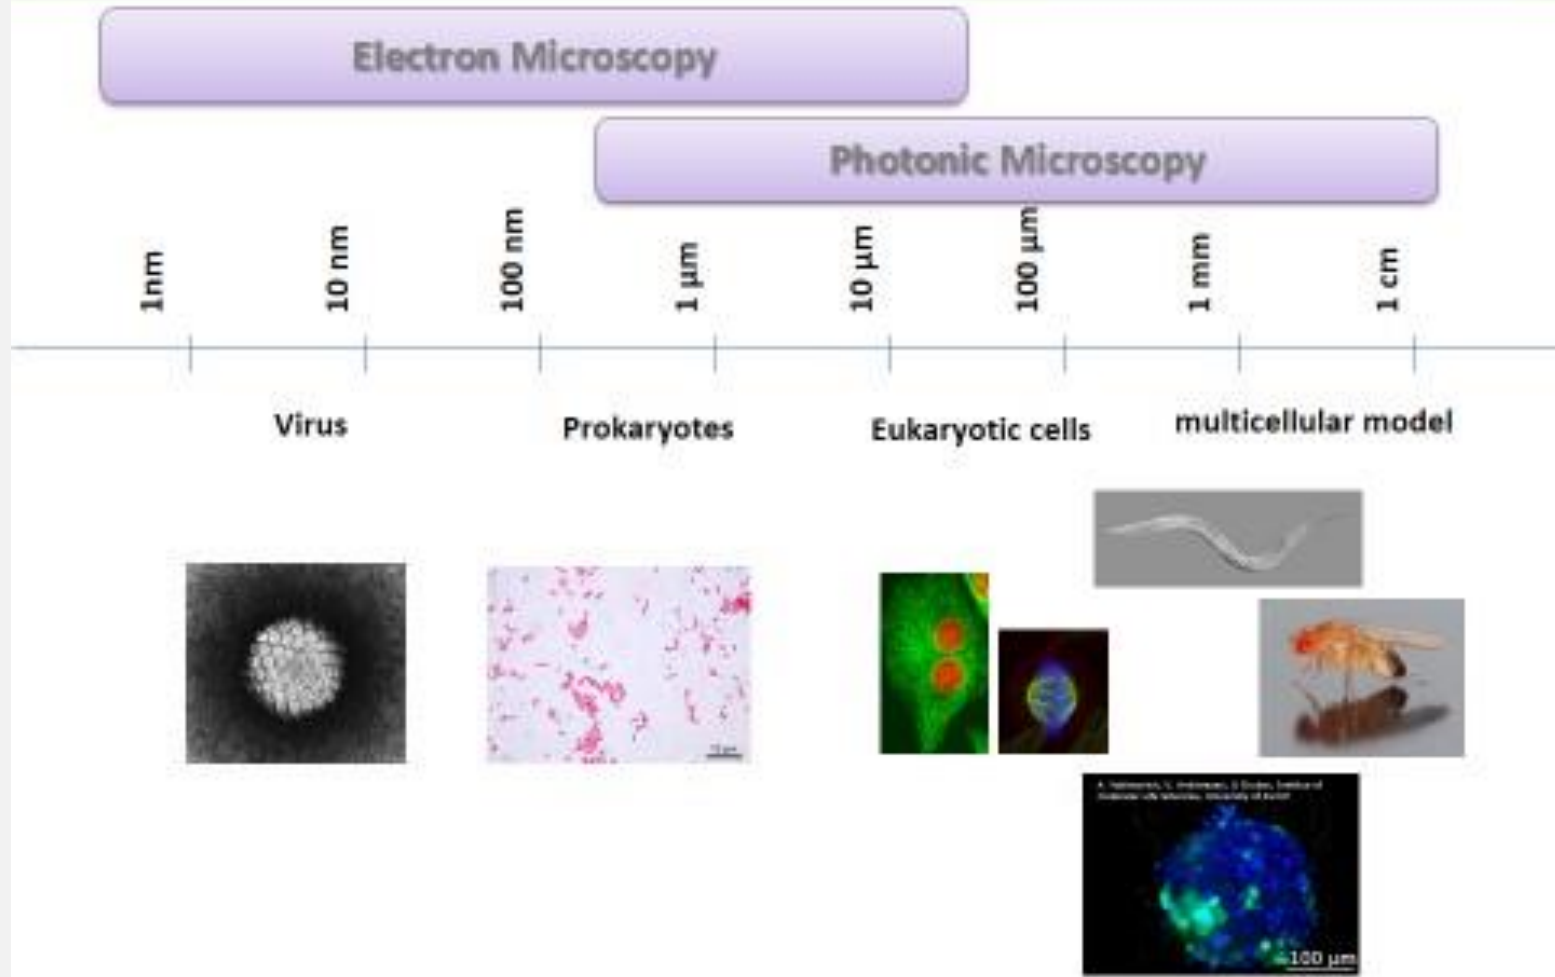 Electron Microscopy
Photonic Microscopy
1nm
10 nm
100 nm
1 µm
10 µm
100 µm
1 mm
1 cm
Virus
Prokaryotes
Eukaryotic cells
multicellular model
100 µm